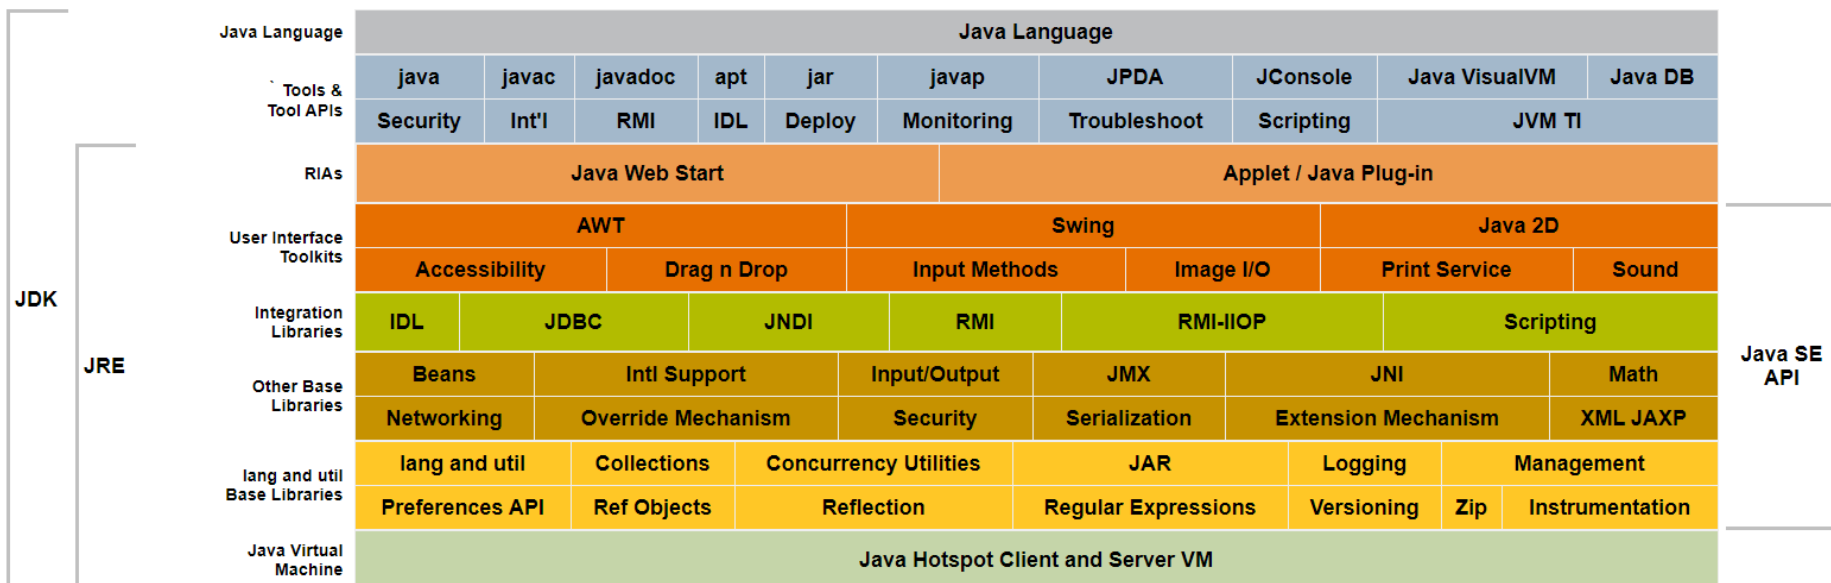 Java Language
Java Language
` Tools &
Tool APIs
java javac javadoc apt jar javap JPDA JConsole Java VisualVM Java DB
Security Int'l RMI IDL Deploy Monitoring Troubleshoot Scripting JVM TI
RIAs
Java Web Start Applet / Java Plug-in
User Interface
Toolkits
AWT Swing Java 2D
Accessibility Drag n Drop Input Methods Image I/O Print Service Sound
JDK
Integration
Libraries
IDL JDBC JNDI RMI RMI-IIOP Scripting
JRE
Java SE
API
Other Base
Libraries
Beans Intl Support Input/Output JMX JNI Math
Networking Override Mechanism Security Serialization Extension Mechanism XML JAXP
lang and util
Base Libraries
lang and util Collections Concurrency Utilities JAR Logging Management
Preferences API Ref Objects Reflection Regular Expressions Versioning Zip Instrumentation
Java Virtual
Machine
Java Hotspot Client and Server VM